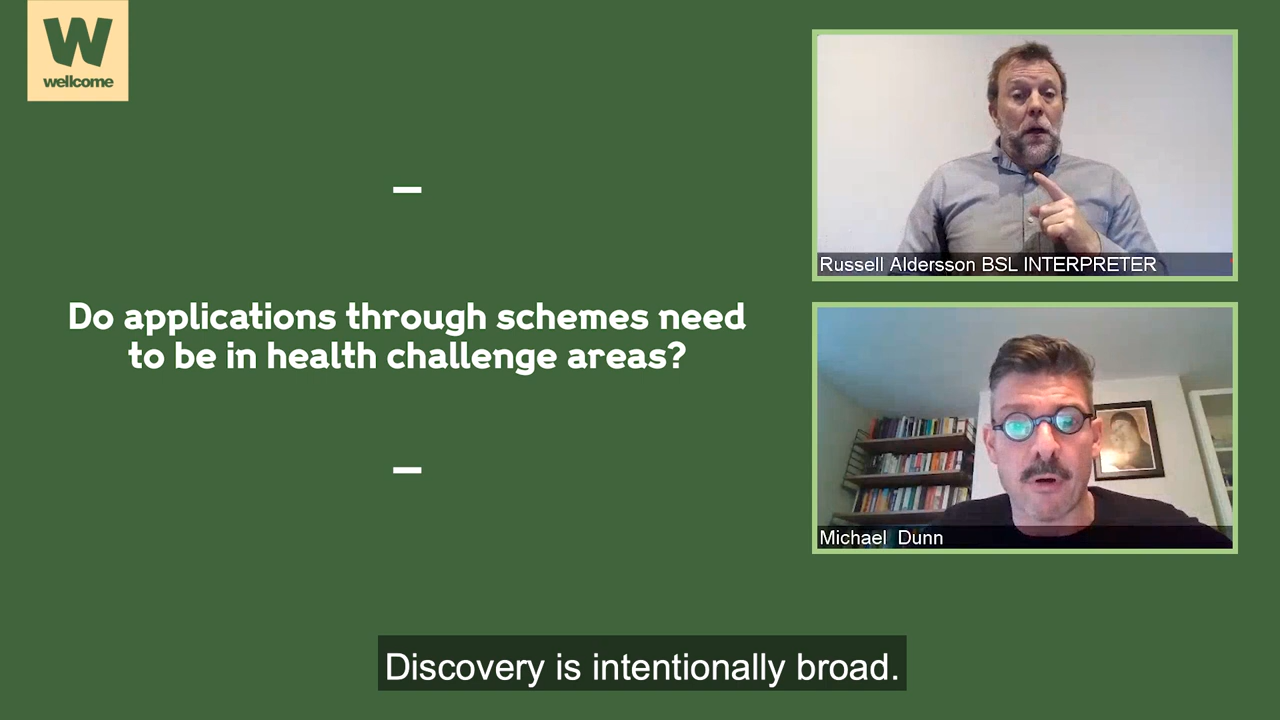 W
wellcome
Do applications through schemes need
to be in health challenge areas?
Russell Aldersson BSL INTERPRETER
Michael Dunn
Discovery is intentionally broad.